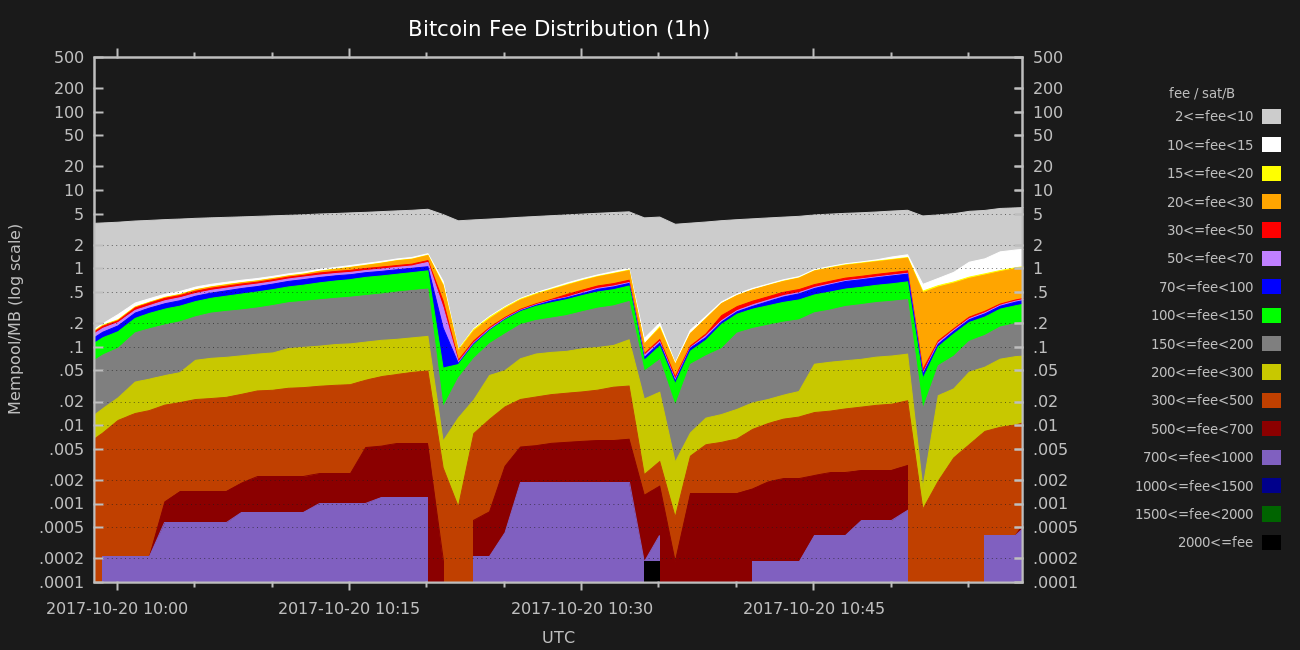 Bitcoin Fee Distribution (1h)
500 500
200 200
100 100
50 50
20 20
10 10
5 5
2 2
1 1
.5 .5
.2 .2
.1 .1
.05 .05
.02 .02
.01 .01
.005 .005
.002 .002
.001 .001
.0005 .0005
.0002 .0002
.0001 .0001
Mempool/MB (log scale)
2017-10-20 10:00 2017-10-20 10:15 2017-10-20 10:30 2017-10-20 10:45
UTC
fee / sat/B
2<=fee<10
10<=fee<15
15<=fee<20
20<=fee<30
30<=fee<50
50<=fee<70
70<=fee<100
100<=fee<150
150<=fee<200
200<=fee<300
300<=fee<500
500<=fee<700
700<=fee<1000
1000<=fee<1500
1500<=fee<2000
2000<=fee